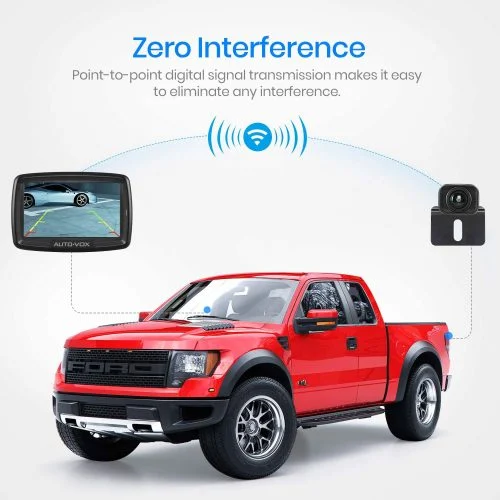 Zero Interference
Point-to-point digital signal transmission makes it easy
to eliminate any interference.
AUTO-VOX
FORD